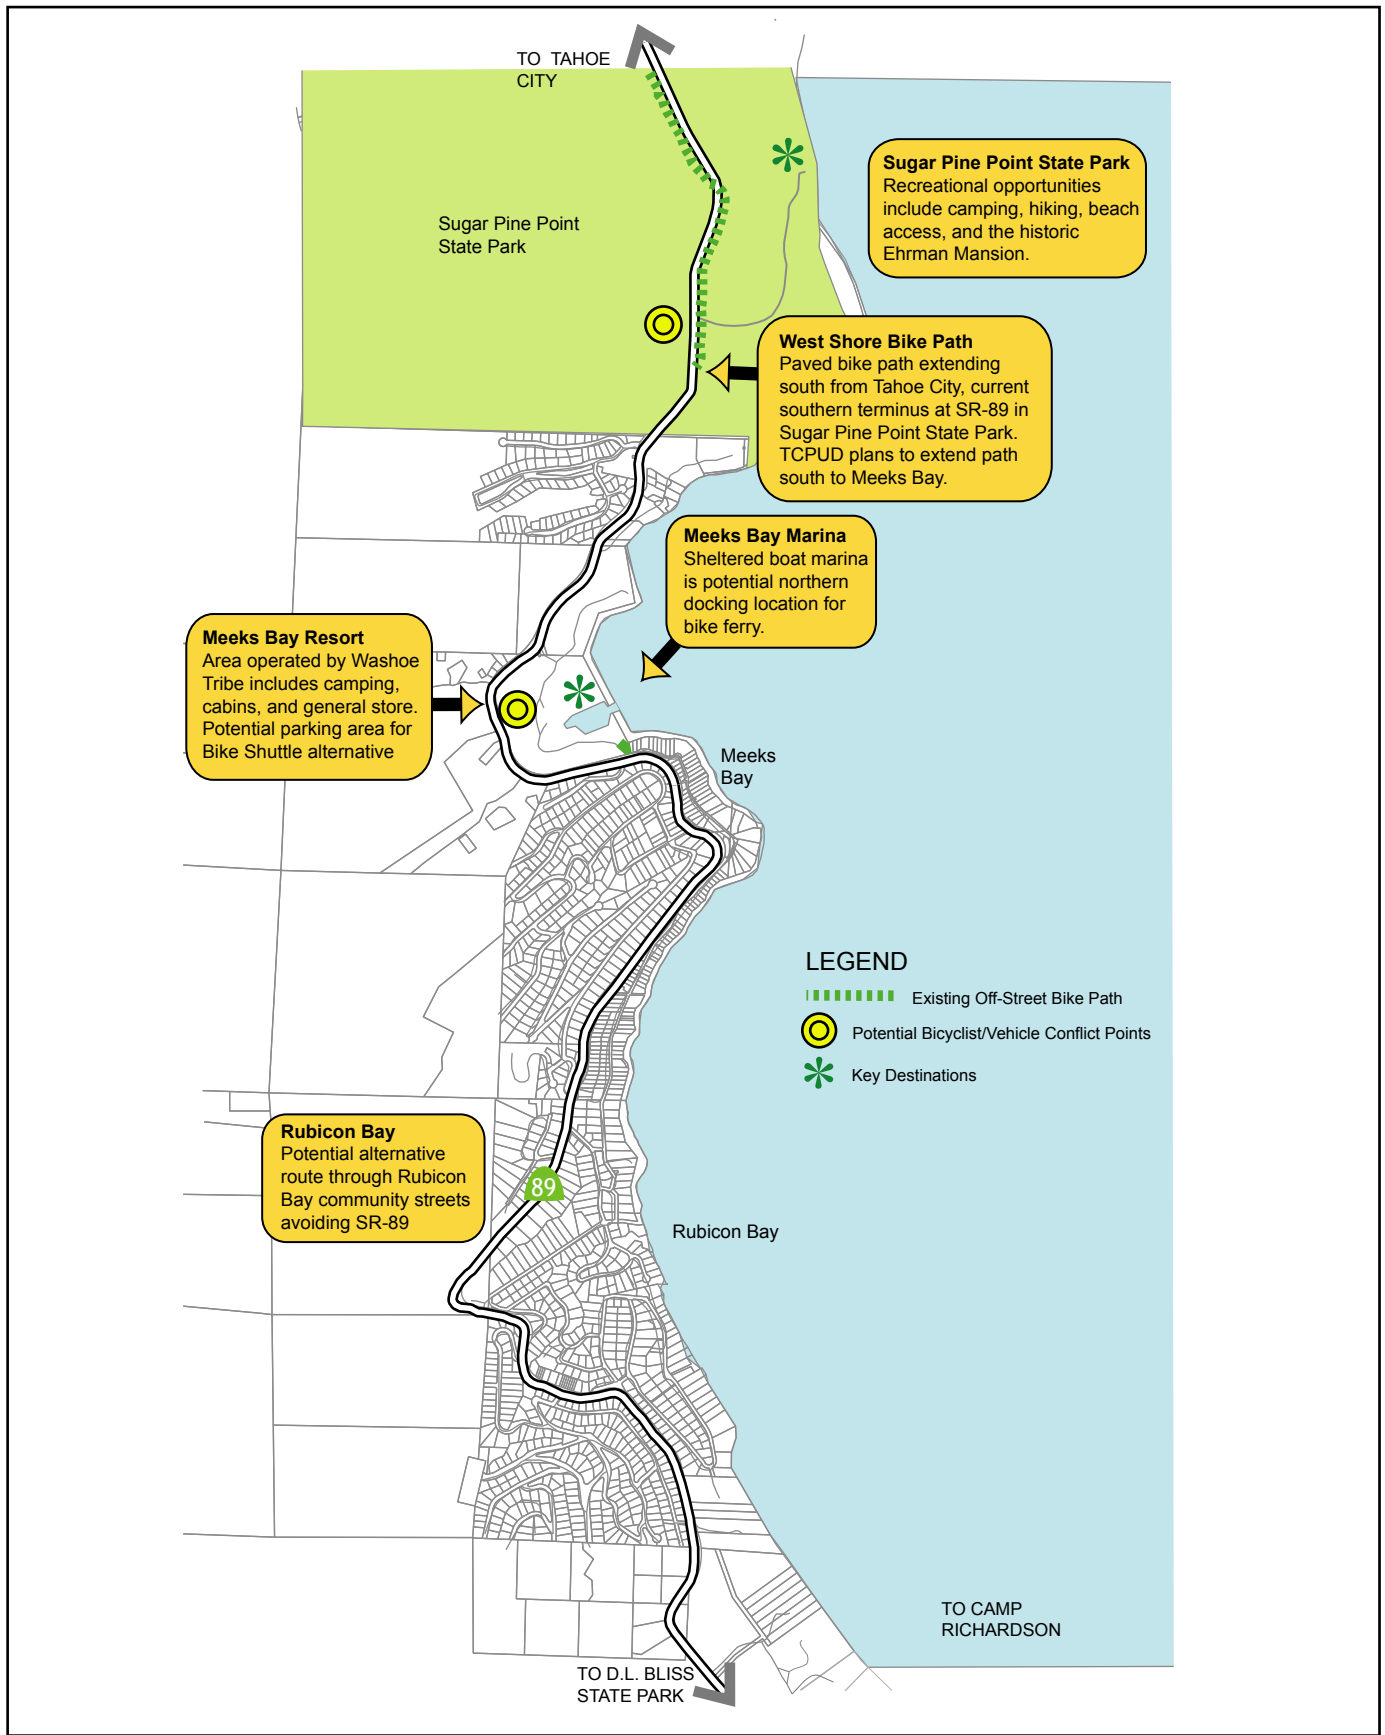 TO TAHOE
CITY
Sugar Pine Point State Park
Recreational opportunities
include camping, hiking, beach
access, and the historic
Ehrman Mansion.
Sugar Pine Point
State Park
West Shore Bike Path
Paved bike path extending
south from Tahoe City, current
southern terminus at SR-89 in
Sugar Pine Point State Park.
TCPUD plans to extend path
south to Meeks Bay.
Meeks Bay Marina
Sheltered boat marina
is potential northern
docking location for
bike ferry.
Meeks Bay Resort
Area operated by Washoe
Tribe includes camping,
cabins, and general store.
Potential parking area for
Bike Shuttle alternative
Meeks
Bay
LEGEND
Existing Off-Street Bike Path
Potential Bicyclist/Vehicle Conflict Points
Key Destinations
Rubicon Bay
Potential alternative
route through Rubicon
Bay community streets
avoiding SR-89
89
Rubicon Bay
TO CAMP
RICHARDSON
TO D.L. BLISS
STATE PARK